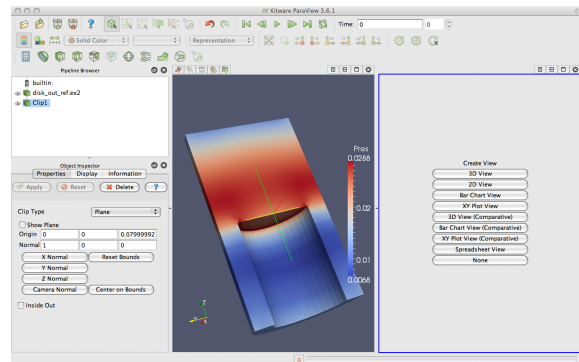 Kitware ParaView 3.6.1
Solid Color
Representation
Time: 0
0
Pipeline Browser
builtin:
disk_out_ref.ex2
Clip1
Object Inspector
Properties
Display
Information
Apply
Reset
Delete
?
Clip Type
Plane
Show Plane
Origin 0 0 0.07999992
Normal 1 0 0
X Normal
Reset Bounds
Y Normal
Z Normal
Camera Normal
Center on Bounds
Inside Out
Pres
0.0288
0.02
0.01
0.0068
Z
Y
X
Create View
3D View
2D View
Bar Chart View
XY Plot View
3D View (Comparative)
Bar Chart View (Comparative)
XY Plot View (Comparative)
Spreadsheet View
None